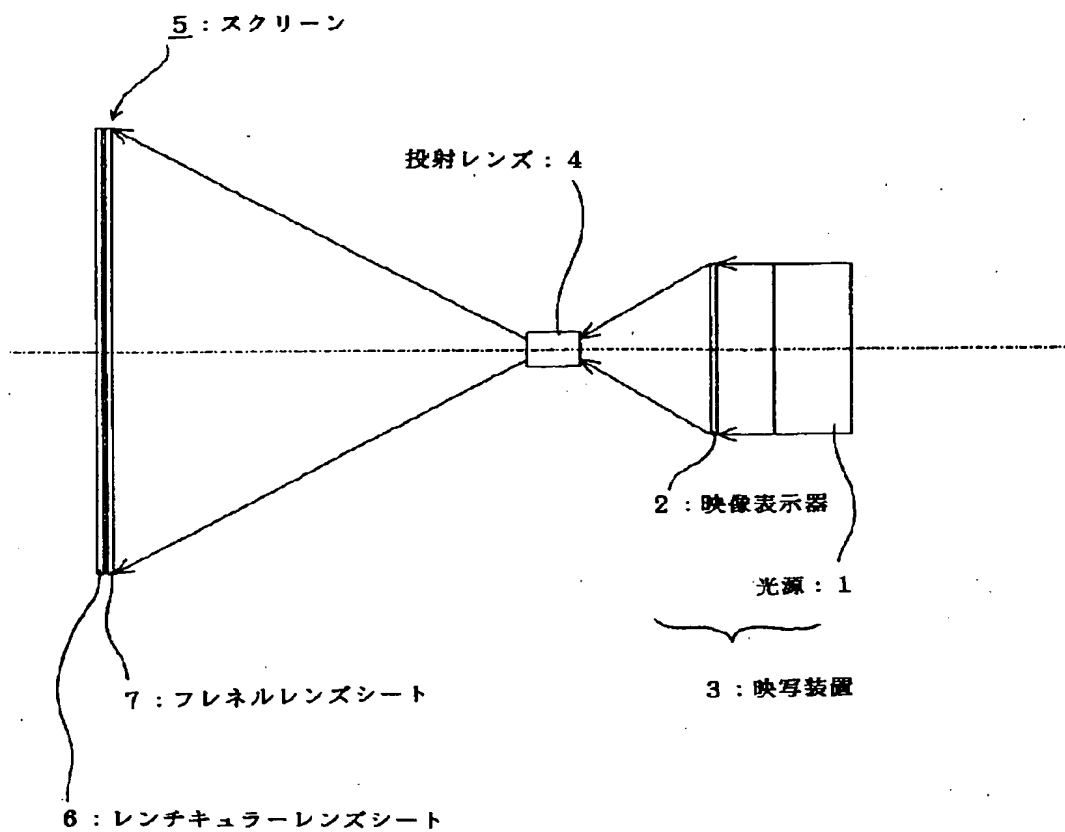 5：スクリーン
投射レンズ：4
2：映像表示器
光源：1
3：映写装置
7：フレネルレンズシート
6：レンチキュラーレンズシート